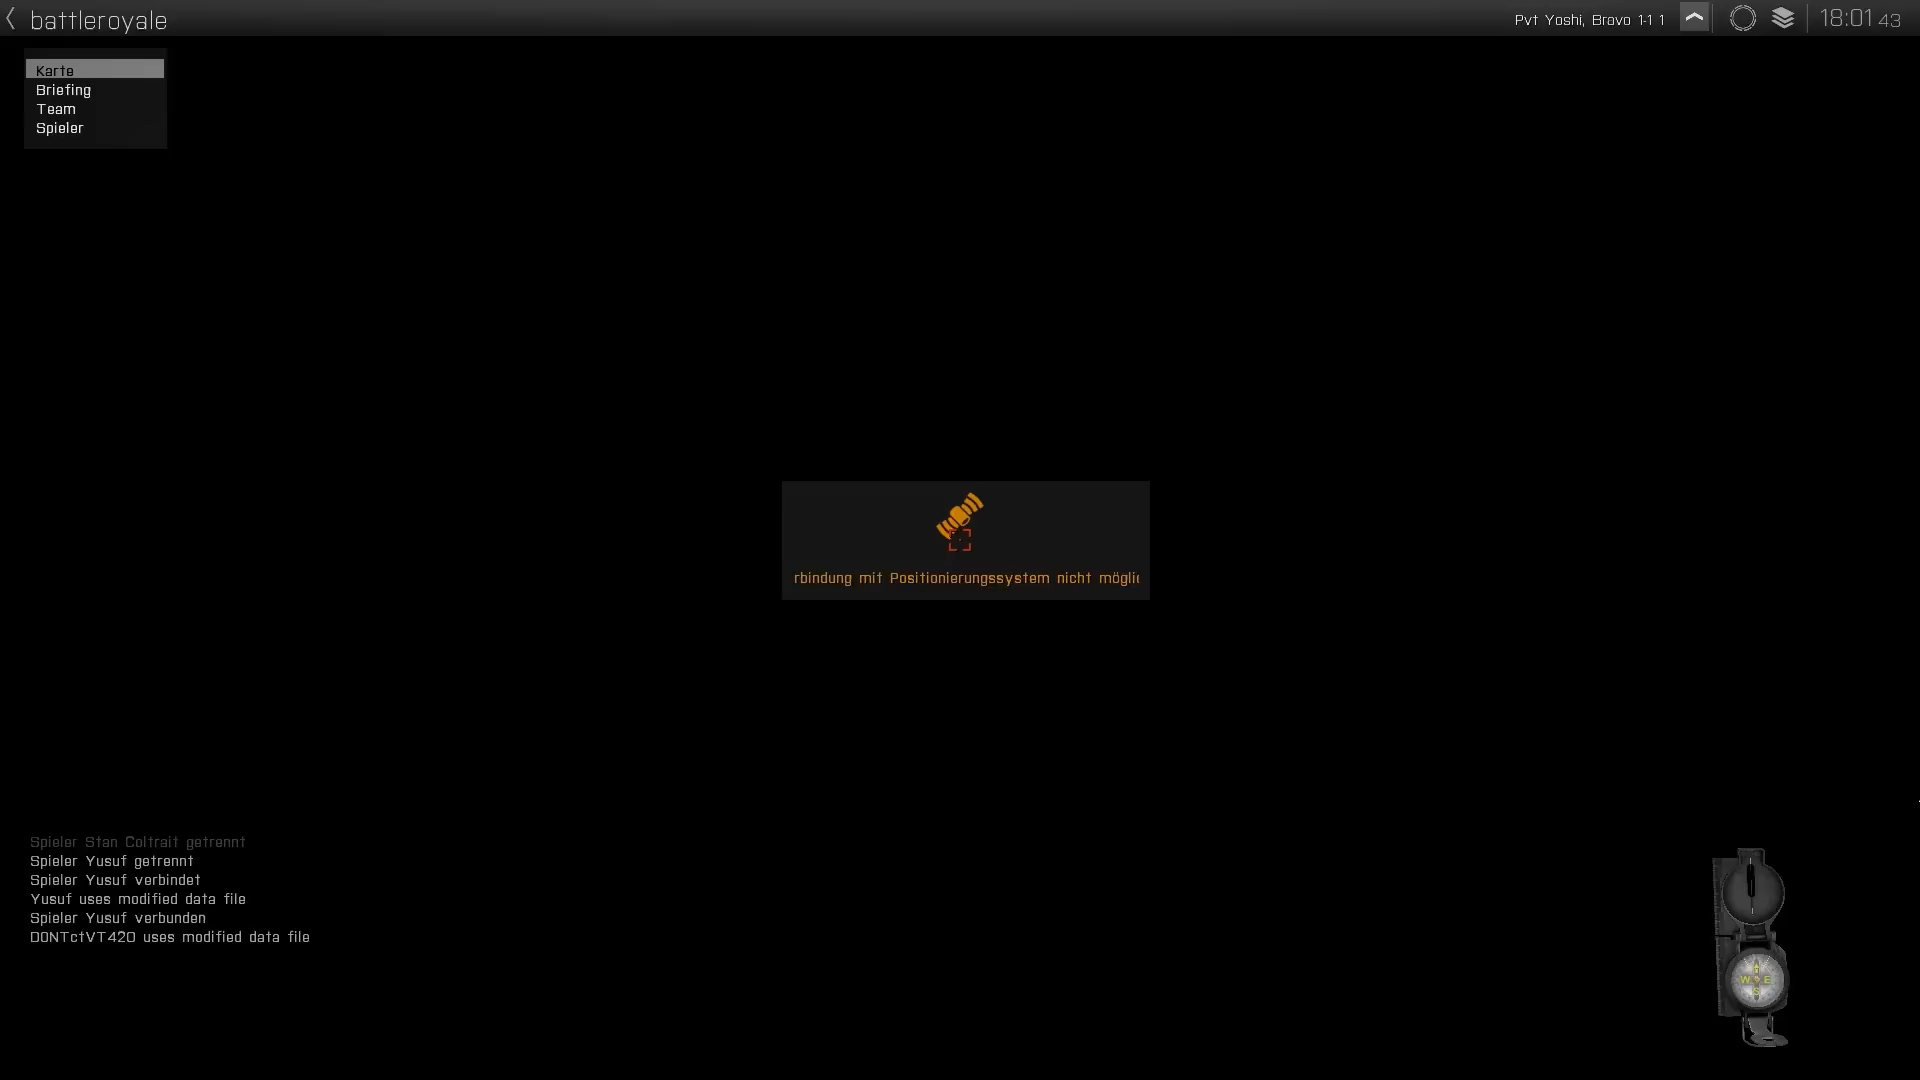 battleroyale
Pvt Yoshi, Bravo 1-1 1
18:01 43
Karte
Briefing
Team
Spieler
rbindung mit Positionierungssystem nicht mögli
Spieler Stan Coltrait getrennt
Spieler Yusuf getrennt
Spieler Yusuf verbindet
Yusuf uses modified data file
Spieler Yusuf verbunden
D0NTctVT420 uses modified data file
W E
S